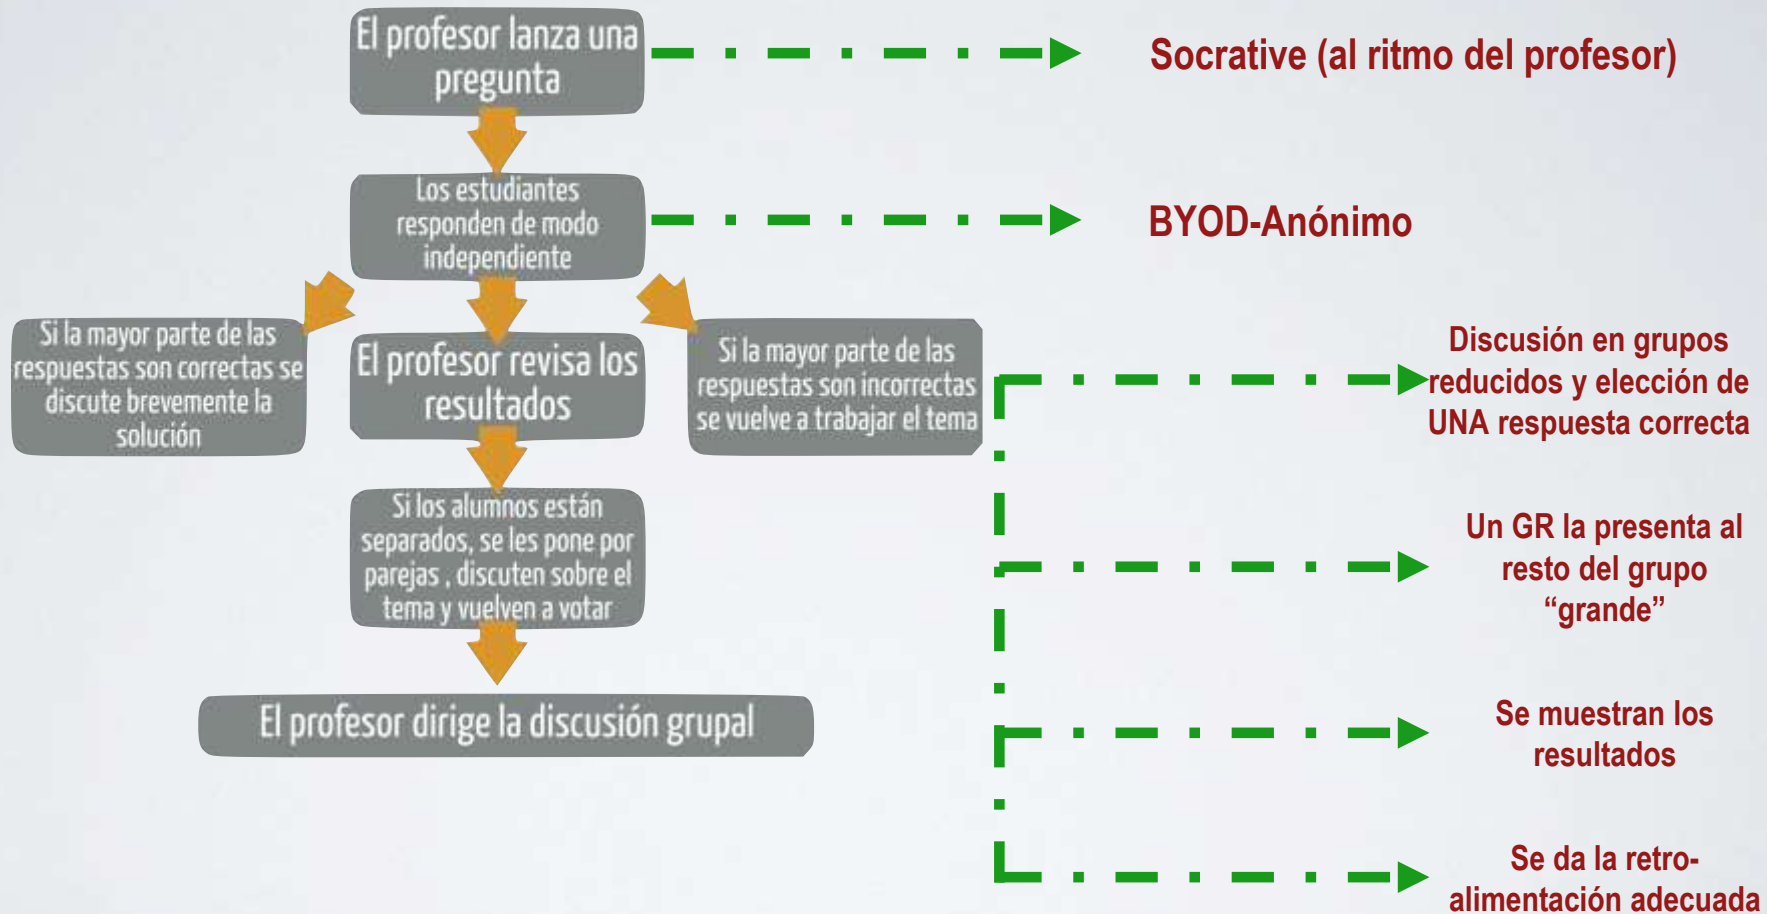 El profesor lanza una
pregunta
Socrative (al ritmo del profesor)
Los estudiantes
responden de modo
independiente
BYOD-Anónimo
Si la mayor parte de las
respuestas son correctas se
discute brevemente la
solución
El profesor revisa los
resultados
Si la mayor parte de las
respuestas son incorrectas
se vuelve a trabajar el tema
Discusión en grupos
reducidos y elección de
UNA respuesta correcta
Si los alumnos están
separados, se les pone por
parejas , discuten sobre el
tema y vuelven a votar
Un GR la presenta al
resto del grupo
“grande”
El profesor dirige la discusión grupal
Se muestran los
resultados
Se da la retro-
alimentación adecuada